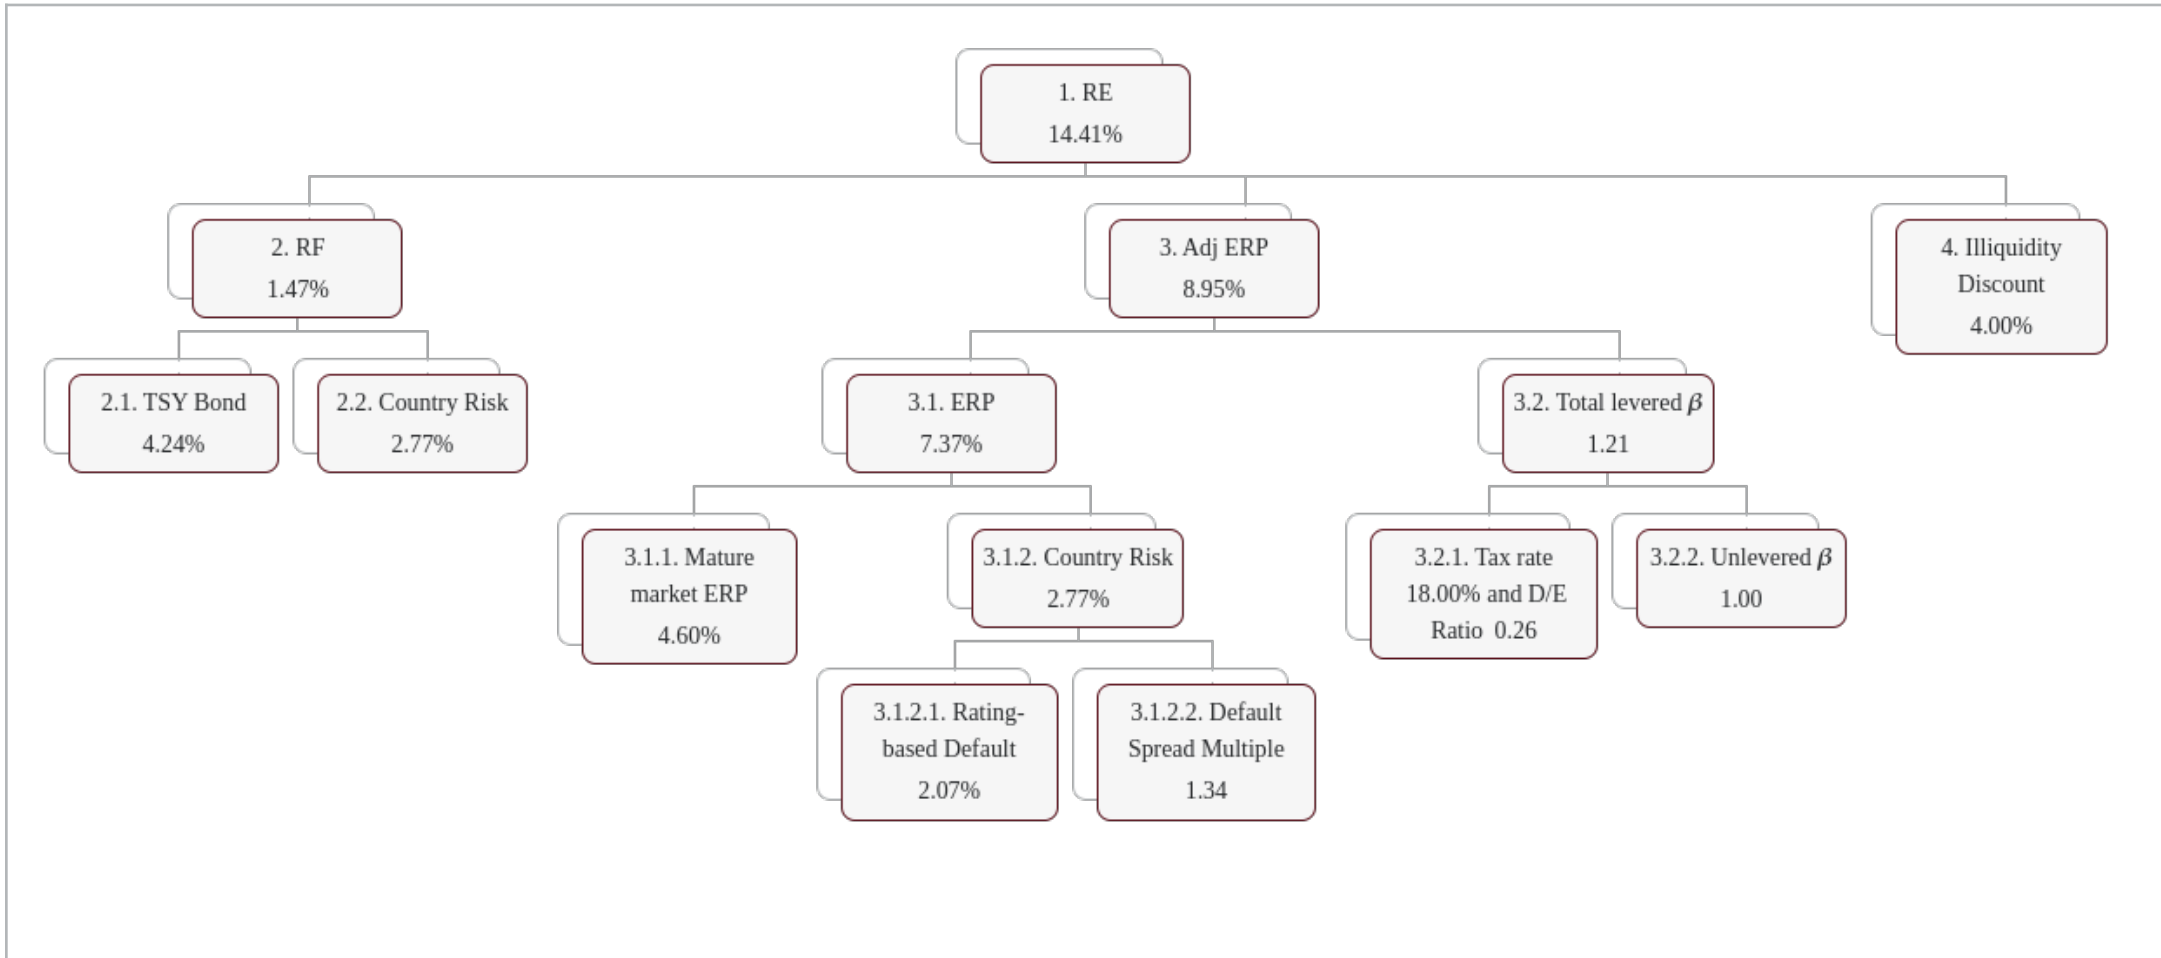 1. RE
14.41%
2. RF
1.47%
3. Adj ERP
8.95%
4. Illiquidity
Discount
4.00%
2.1. TSY Bond
4.24%
2.2. Country Risk
2.77%
3.1. ERP
7.37%
3.2. Total levered β
1.21
3.1.1. Mature
market ERP
4.60%
3.1.2. Country Risk
2.77%
3.2.1. Tax rate
18.00% and D/E
Ratio 0.26
3.2.2. Unlevered β
1.00
3.1.2.1. Rating-
based Default
2.07%
3.1.2.2. Default
Spread Multiple
1.34